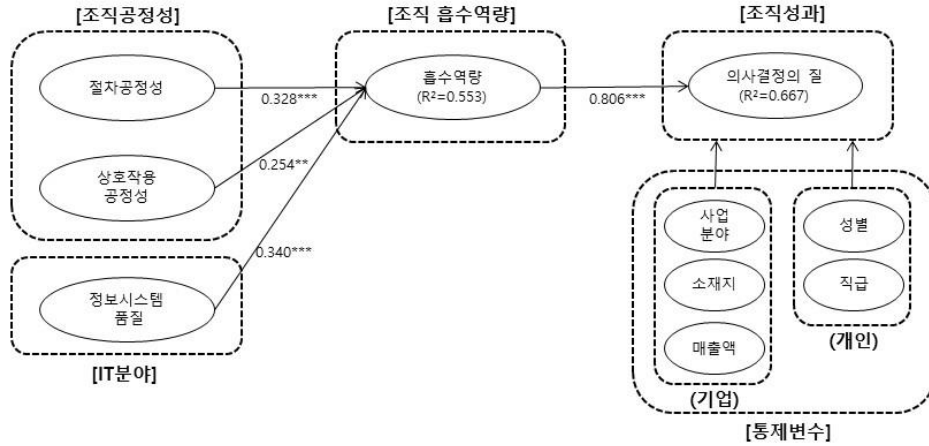 [조직공정성]
[조직 흡수역량]
[조직성과]
절차공정성
0.328***
흡수역량
(R²=0.553)
0.806***
의사결정의 질
(R²=0.667)
상호작용
공정성
0.254**
정보시스템
품질
0.340***
[IT분야]
사업
분야
소재지
매출액
(기업)
성별
직급
(개인)
[통제변수]